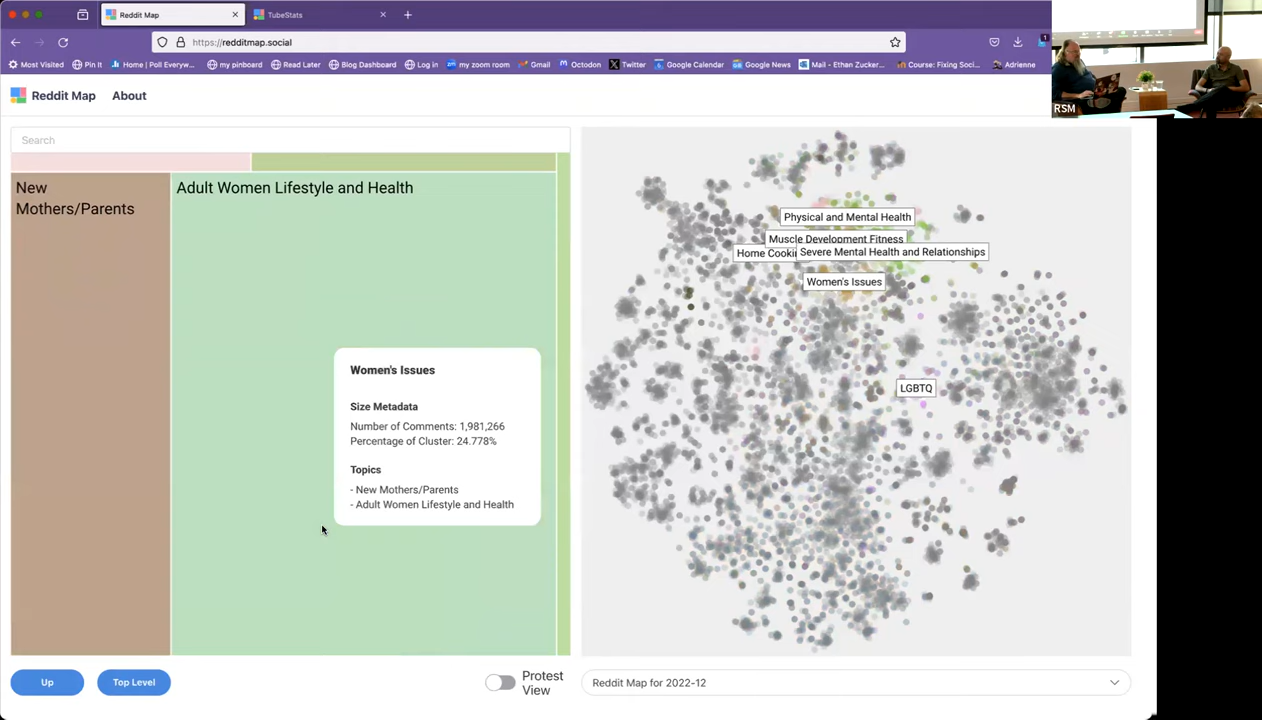 Reddit Map
TubeStats
https://redditmap.social
1
Most Visited
Pin It
Home | Poll Everyw...
my pinboard
Read Later
Blog Dashboard
Log in
my zoom room
Gmail
Octodon
Twitter
Google Calendar
Google News
Mail - Ethan Zucker...
Course: Fixing Soci...
Adrienne
RSM
Reddit Map
About
Search
New
Mothers/Parents
Adult Women Lifestyle and Health
Women's Issues
Size Metadata
Number of Comments: 1,981,266
Percentage of Cluster: 24.778%
Topics
- New Mothers/Parents
- Adult Women Lifestyle and Health
Physical and Mental Health
Muscle Development Fitness
Home Cookin
Severe Mental Health and Relationships
Women's Issues
LGBTQ
Up
Top Level
Protest
View
Reddit Map for 2022-12